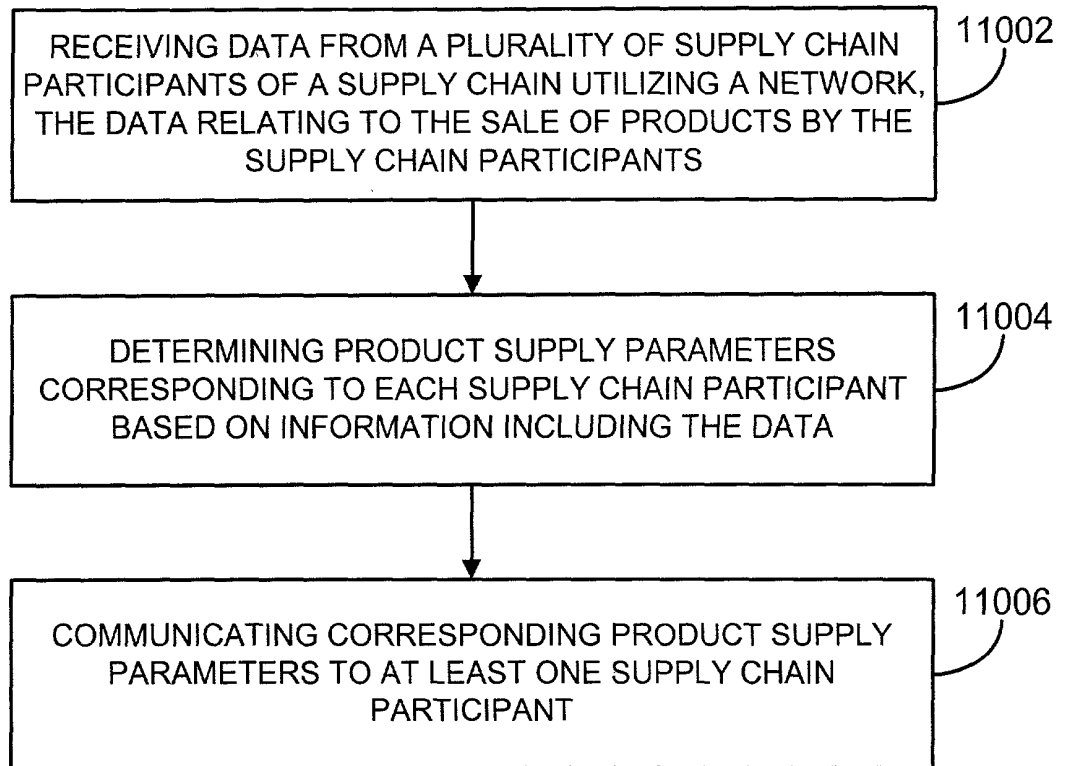 RECEIVING DATA FROM A PLURALITY OF SUPPLY CHAIN
PARTICIPANTS OF A SUPPLY CHAIN UTILIZING A NETWORK,
THE DATA RELATING TO THE SALE OF PRODUCTS BY THE
SUPPLY CHAIN PARTICIPANTS
11002
DETERMINING PRODUCT SUPPLY PARAMETERS
CORRESPONDING TO EACH SUPPLY CHAIN PARTICIPANT
BASED ON INFORMATION INCLUDING THE DATA
11004
COMMUNICATING CORRESPONDING PRODUCT SUPPLY
PARAMETERS TO AT LEAST ONE SUPPLY CHAIN
PARTICIPANT
11006